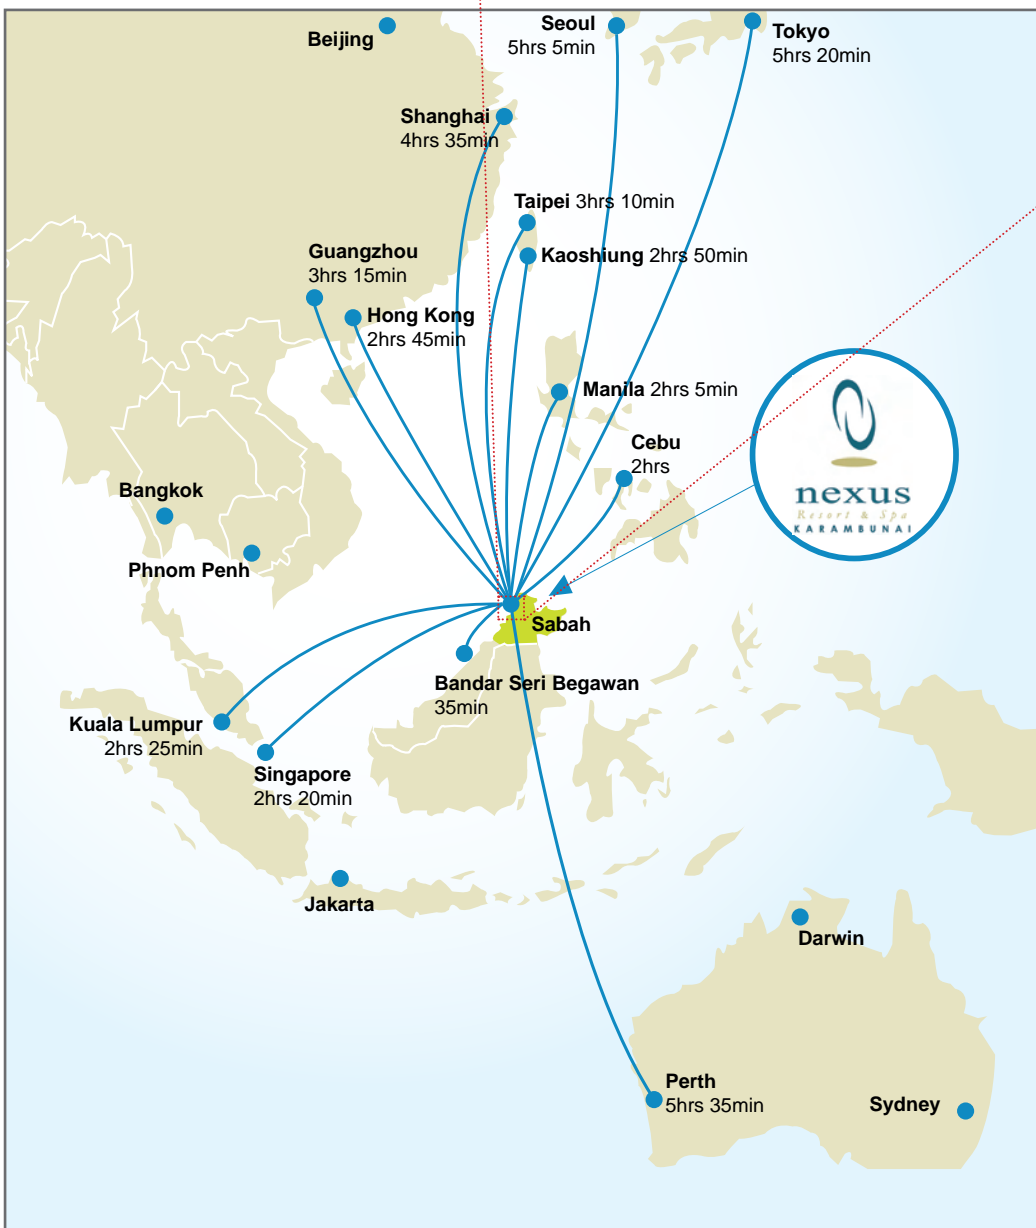 Beijing
Seoul
5hrs 5min
Tokyo
5hrs 20min
Shanghai
4hrs 35min
Taipei 3hrs 10min
Guangzhou
3hrs 15min
Kaoshiung 2hrs 50min
Hong Kong
2hrs 45min
Manila 2hrs 5min
Cebu
2hrs
nexus
Resort & Spa
KARAMBUNAI
Bangkok
Phnom Penh
Sabah
Bandar Seri Begawan
35min
Kuala Lumpur
2hrs 25min
Singapore
2hrs 20min
Jakarta
Darwin
Perth
5hrs 35min
Sydney